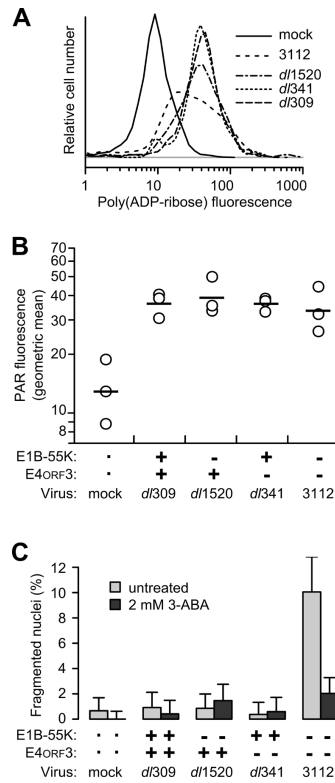 A
Relative cell number
mock
3112
dl1520
dl341
dl309
1 10 100 1000
Poly(ADP-ribose) fluorescence
B
PAR fluorescence
(geometric mean)
70
60
50
40
30
20
10
8
E1B-55K: · + - + -
E4ORF3: · + + - -
Virus: mock dl309 dl1520 dl341 3112
C
Fragmented nuclei (%)
12
10
8
6
4
2
0
untreated
2 mM 3-ABA
E1B-55K: · · + + - - + + - -
E4ORF3: · · + + + + - - - -
Virus: mock dl309 dl1520 dl341 3112